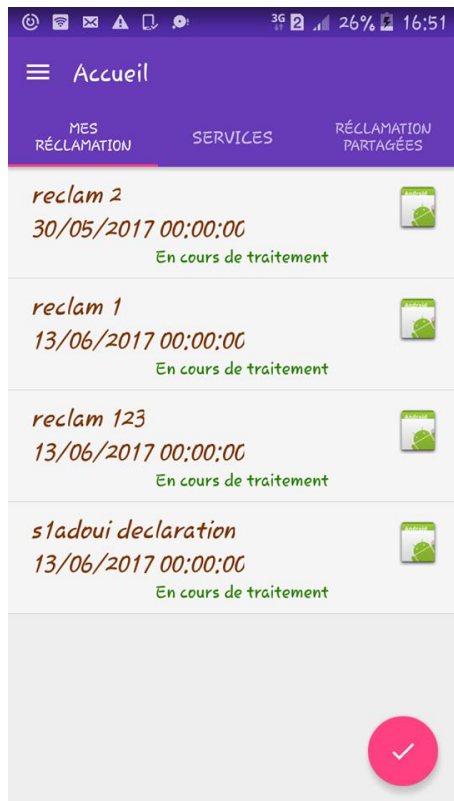 3G 2 26% 16:51
Accueil
MES
RÉCLAMATION
SERVICES
RÉCLAMATION
PARTAGÉES
reclam 2
30/05/2017 00:00:00
En cours de traitement
reclam 1
13/06/2017 00:00:00
En cours de traitement
reclam 123
13/06/2017 00:00:00
En cours de traitement
s1adoui declaration
13/06/2017 00:00:00
En cours de traitement